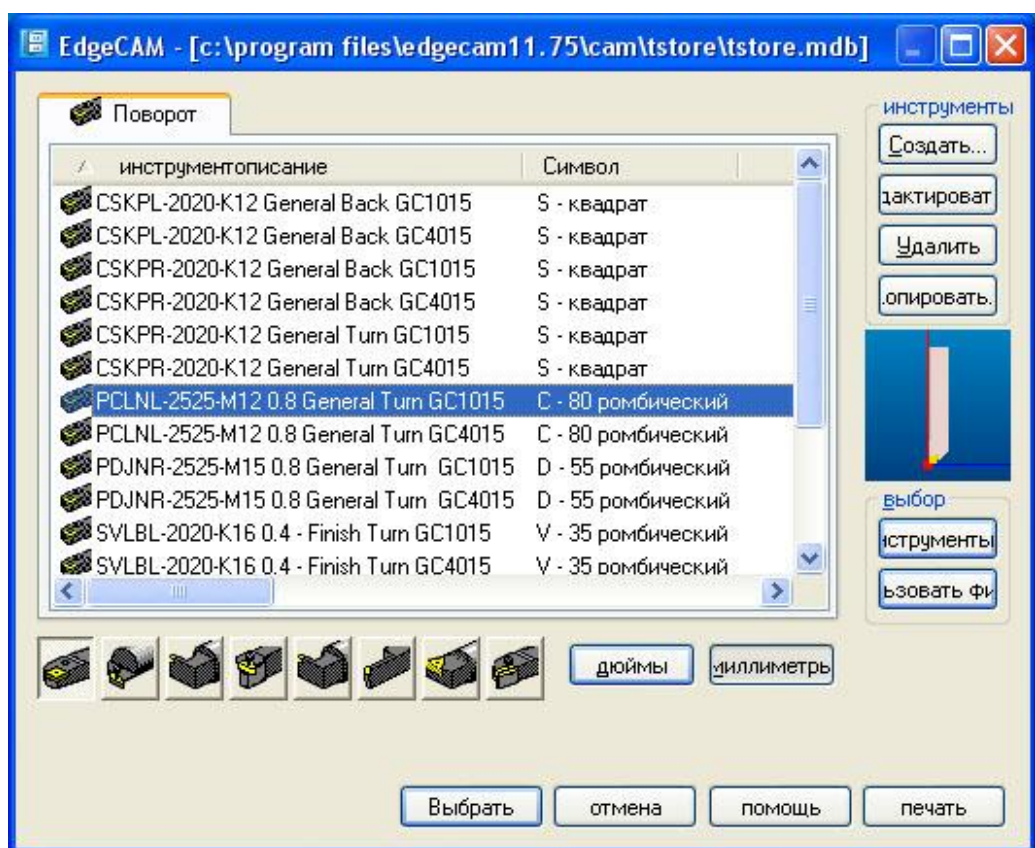 EdgeCAM - [c:\program files\edgecam11.75\cam\tstore\tstore.mdb]
Поворот
инструментописание Символ
CSKPL-2020-K12 General Back GC1015 S - квадрат
CSKPL-2020-K12 General Back GC4015 S - квадрат
CSKPR-2020-K12 General Back GC1015 S - квадрат
CSKPR-2020-K12 General Back GC4015 S - квадрат
CSKPR-2020-K12 General Turn GC1015 S - квадрат
CSKPR-2020-K12 General Turn GC4015 S - квадрат
PCLNL-2525-M12 0.8 General Turn GC1015 C - 80 ромбический
PCLNL-2525-M12 0.8 General Turn GC4015 C - 80 ромбический
PDJNR-2525-M15 0.8 General Turn GC1015 D - 55 ромбический
PDJNR-2525-M15 0.8 General Turn GC4015 D - 55 ромбический
SVLBL-2020-K16 0.4 - Finish Turn GC1015 V - 35 ромбический
SVLBL-2020-K16 0.4 - Finish Turn GC4015 V - 35 ромбический
инструменты
Создать...
дактироват
Удалить
.опировать.
выбор
нструменты
ьзовать фи
дюймы
миллиметры
Выбрать
отмена
помощь
печать